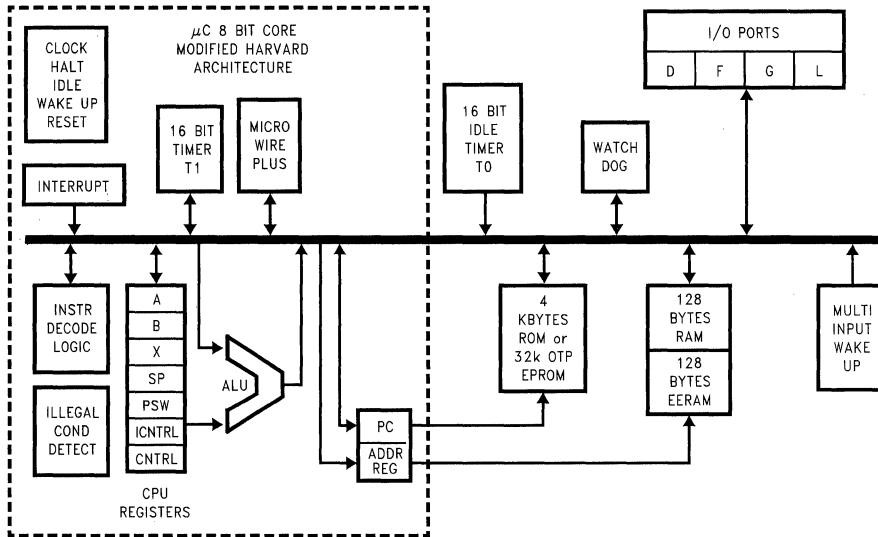 CLOCK
HALT
IDLE
WAKE UP
RESET
μC 8 BIT CORE
MODIFIED HARVARD
ARCHITECTURE
I/O PORTS
D
F
G
L
16 BIT
TIMER
T1
MICRO
WIRE
PLUS
16 BIT
IDLE
TIMER
T0
WATCH
DOG
INTERRUPT
INSTR
DECODE
LOGIC
A
B
X
SP
PSW
ICNTRL
CNTRL
CPU
REGISTERS
ALU
ILLEGAL
COND
DETECT
PC
ADDR
REG
4
KBYTES
ROM or
32k OTP
EPROM
128
BYTES
RAM
128
BYTES
EERAM
MULTI
INPUT
WAKE
UP